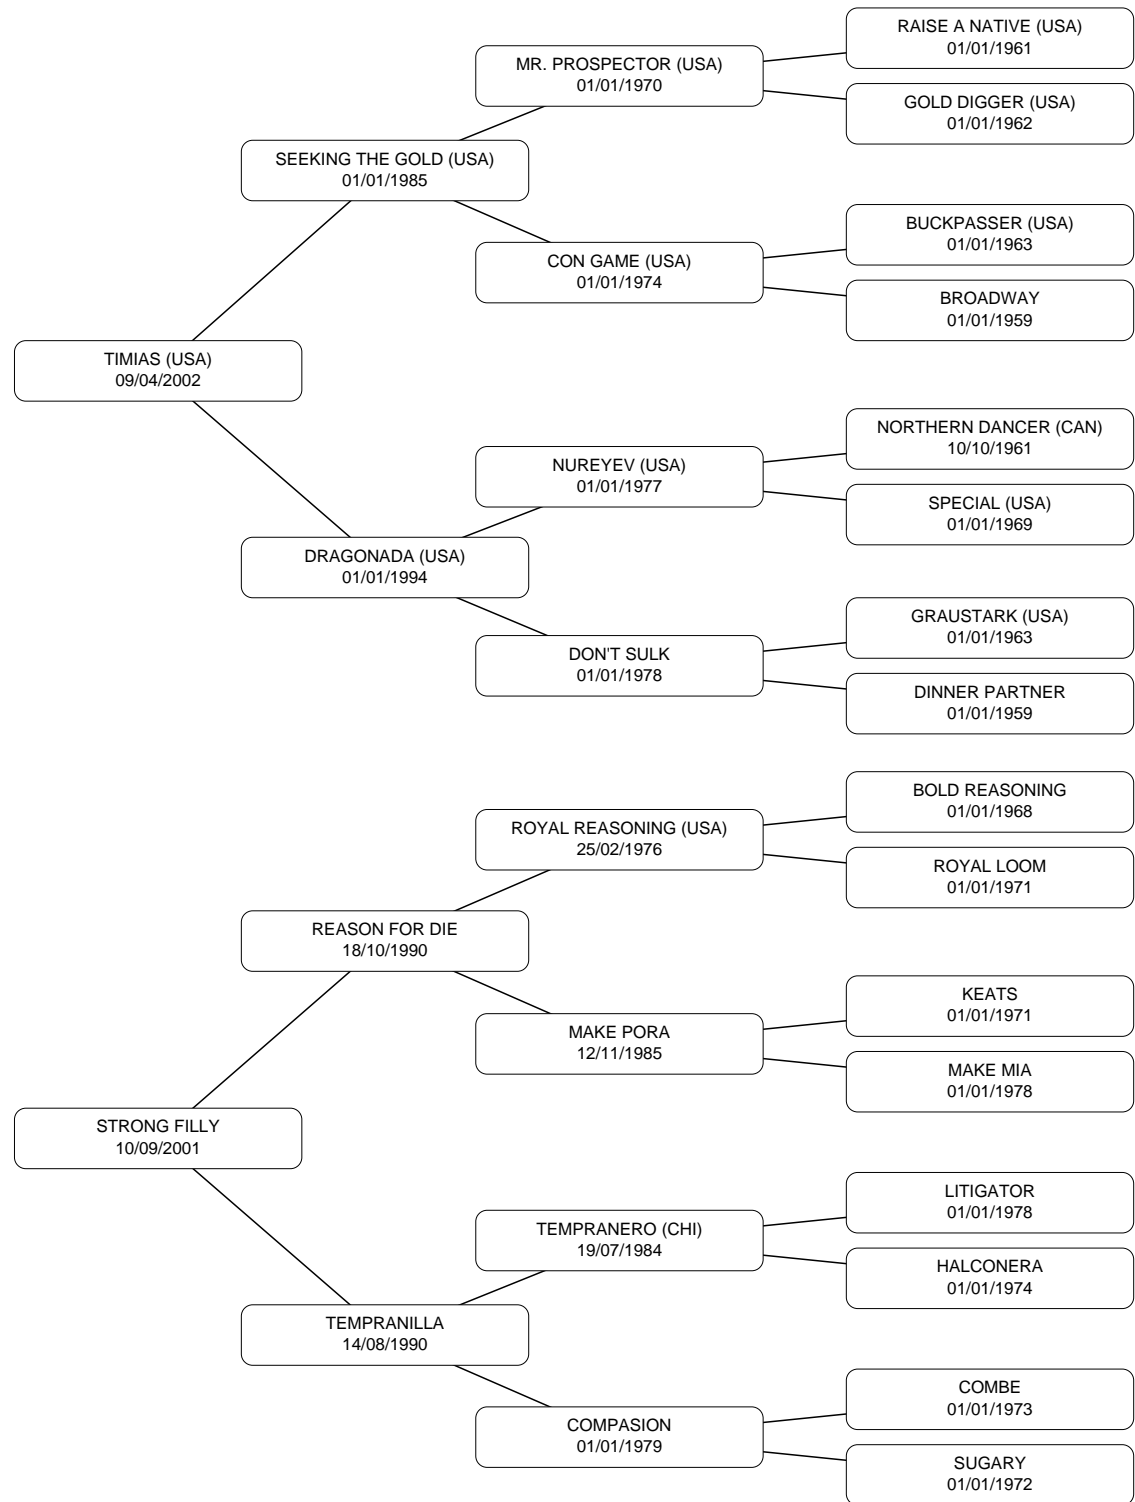 RAISE A NATIVE (USA)
01/01/1961
MR. PROSPECTOR (USA)
01/01/1970
GOLD DIGGER (USA)
01/01/1962
SEEKING THE GOLD (USA)
01/01/1985
BUCKPASSER (USA)
01/01/1963
CON GAME (USA)
01/01/1974
BROADWAY
01/01/1959
TIMIAS (USA)
09/04/2002
NORTHERN DANCER (CAN)
10/10/1961
NUREYEV (USA)
01/01/1977
SPECIAL (USA)
01/01/1969
DRAGONADA (USA)
01/01/1994
GRAUSTARK (USA)
01/01/1963
DON'T SULK
01/01/1978
DINNER PARTNER
01/01/1959
BOLD REASONING
01/01/1968
ROYAL REASONING (USA)
25/02/1976
ROYAL LOOM
01/01/1971
REASON FOR DIE
18/10/1990
KEATS
01/01/1971
MAKE PORA
12/11/1985
MAKE MIA
01/01/1978
STRONG FILLY
10/09/2001
LITIGATOR
01/01/1978
TEMPRANERO (CHI)
19/07/1984
HALCONERA
01/01/1974
TEMPRANILLA
14/08/1990
COMBE
01/01/1973
COMPASION
01/01/1979
SUGARY
01/01/1972